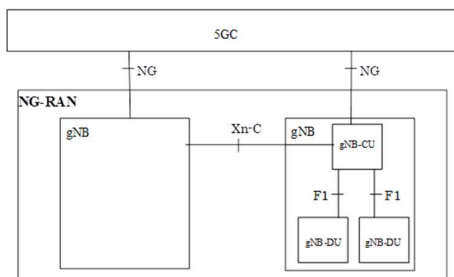 5GC
NG
NG
NG-RAN
gNB
Xn-C
gNB
gNB-CU
F1
F1
gNB-DU
gNB-DU